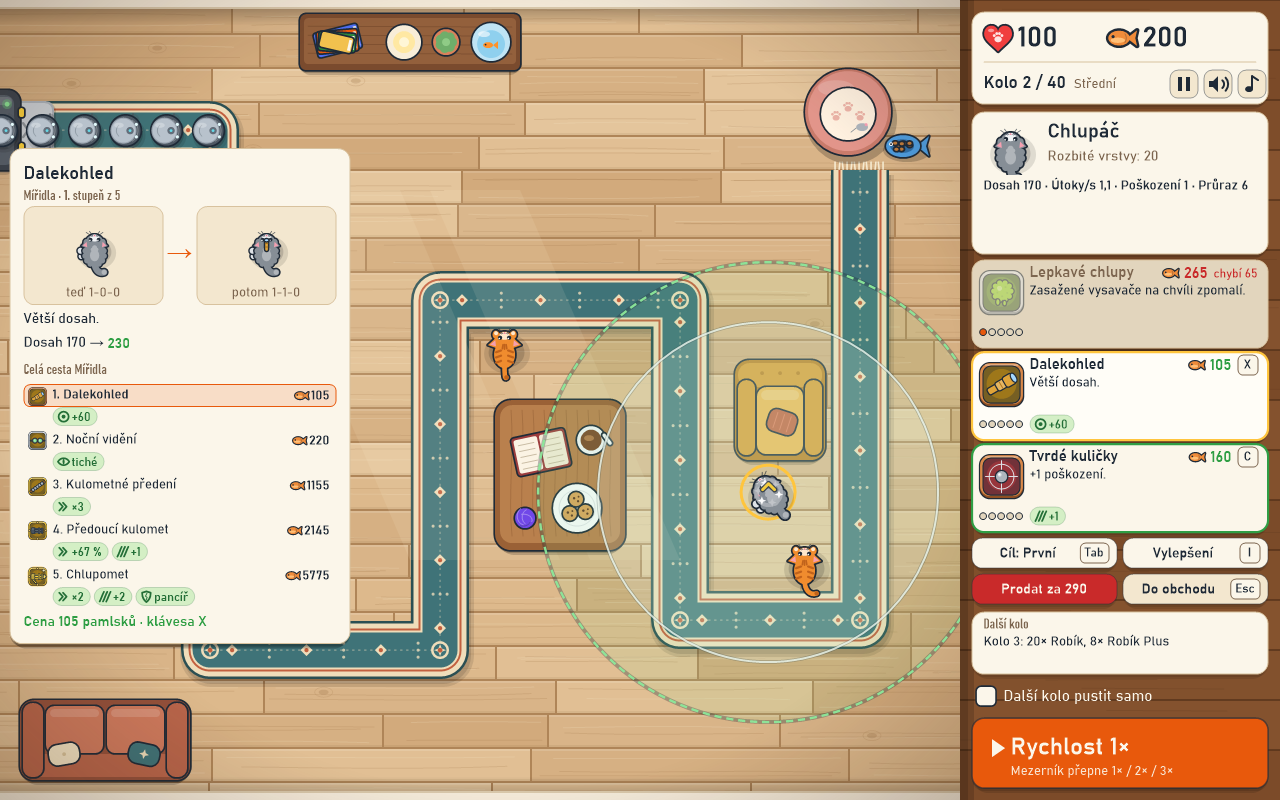 100
200
Kolo 2 / 40 Střední
Chlupáč
Rozbité vrstvy: 20
Dosah 170 · Útoky/s 1,1 · Poškození 1 · Průraz 6
Lepkavé chlupy 265 chybí 65
Zasažené vysavače na chvíli zpomalí.
Dalekohled 105 X
Větší dosah.
+60
Tvrdé kuličky 160 C
+1 poškození.
+1
Cíl: První Tab
Vylepšení I
Prodat za 290
Do obchodu Esc
Další kolo
Kolo 3: 20× Robík, 8× Robík Plus
Další kolo pustit samo
Rychlost 1×
Mezerník přepne 1× / 2× / 3×
Dalekohled
Mířidla · 1. stupeň z 5
teď 1-0-0
→
potom 1-1-0
Větší dosah.
Dosah 170 → 230
Celá cesta Mířidla
1. Dalekohled 105
+60
2. Noční vidění 220
tiché
3. Kulometné předení 1155
×3
4. Předoucí kulomet 2145
+67 % +1
5. Chlupomet 5775
×2 +2 pancíř
Cena 105 pamlsků · klávesa X